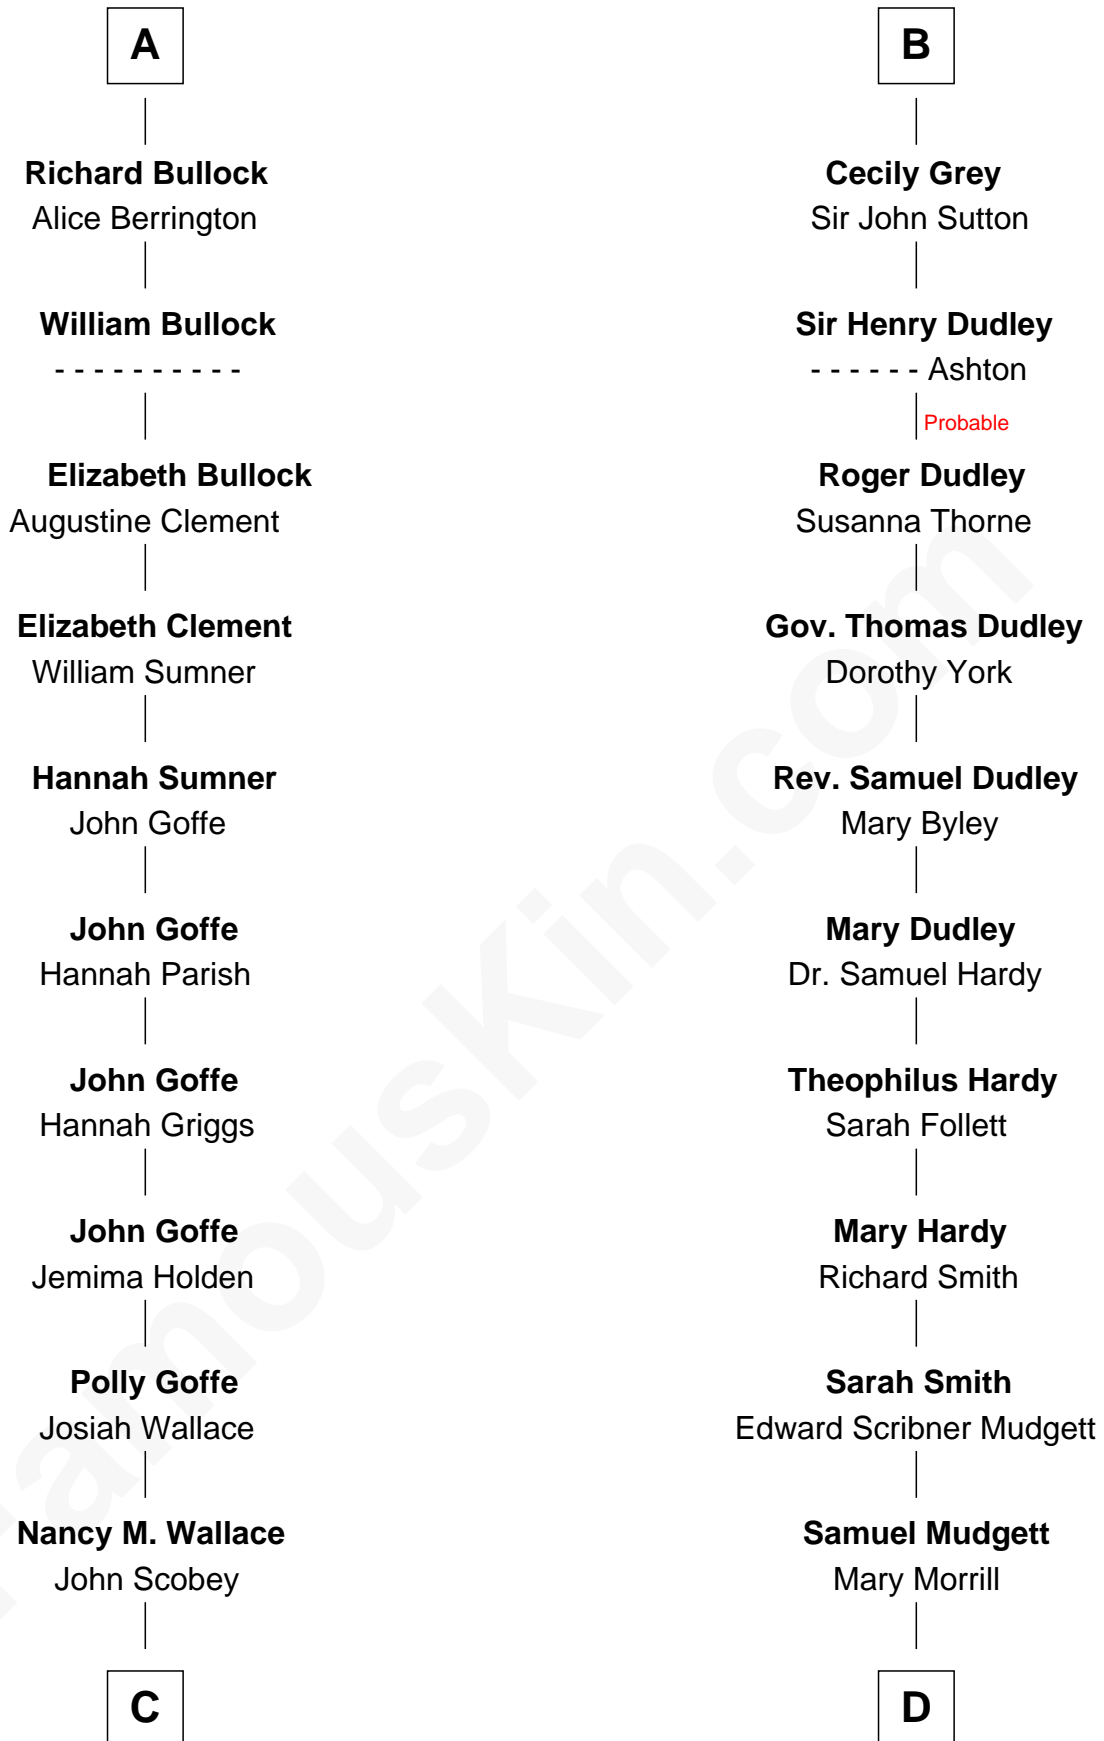 A
Richard Bullock
Alice Berrington
William Bullock
- - - - - - - - - -
Elizabeth Bullock
Augustine Clement
Elizabeth Clement
William Sumner
Hannah Sumner
John Goffe
John Goffe
Hannah Parish
John Goffe
Hannah Griggs
John Goffe
Jemima Holden
Polly Goffe
Josiah Wallace
Nancy M. Wallace
John Scobey
C
B
Cecily Grey
Sir John Sutton
Sir Henry Dudley
- - - - - - Ashton
Probable
Roger Dudley
Susanna Thorne
Gov. Thomas Dudley
Dorothy York
Rev. Samuel Dudley
Mary Byley
Mary Dudley
Dr. Samuel Hardy
Theophilus Hardy
Sarah Follett
Mary Hardy
Richard Smith
Sarah Smith
Edward Scribner Mudgett
Samuel Mudgett
Mary Morrill
D
FamousKin.com